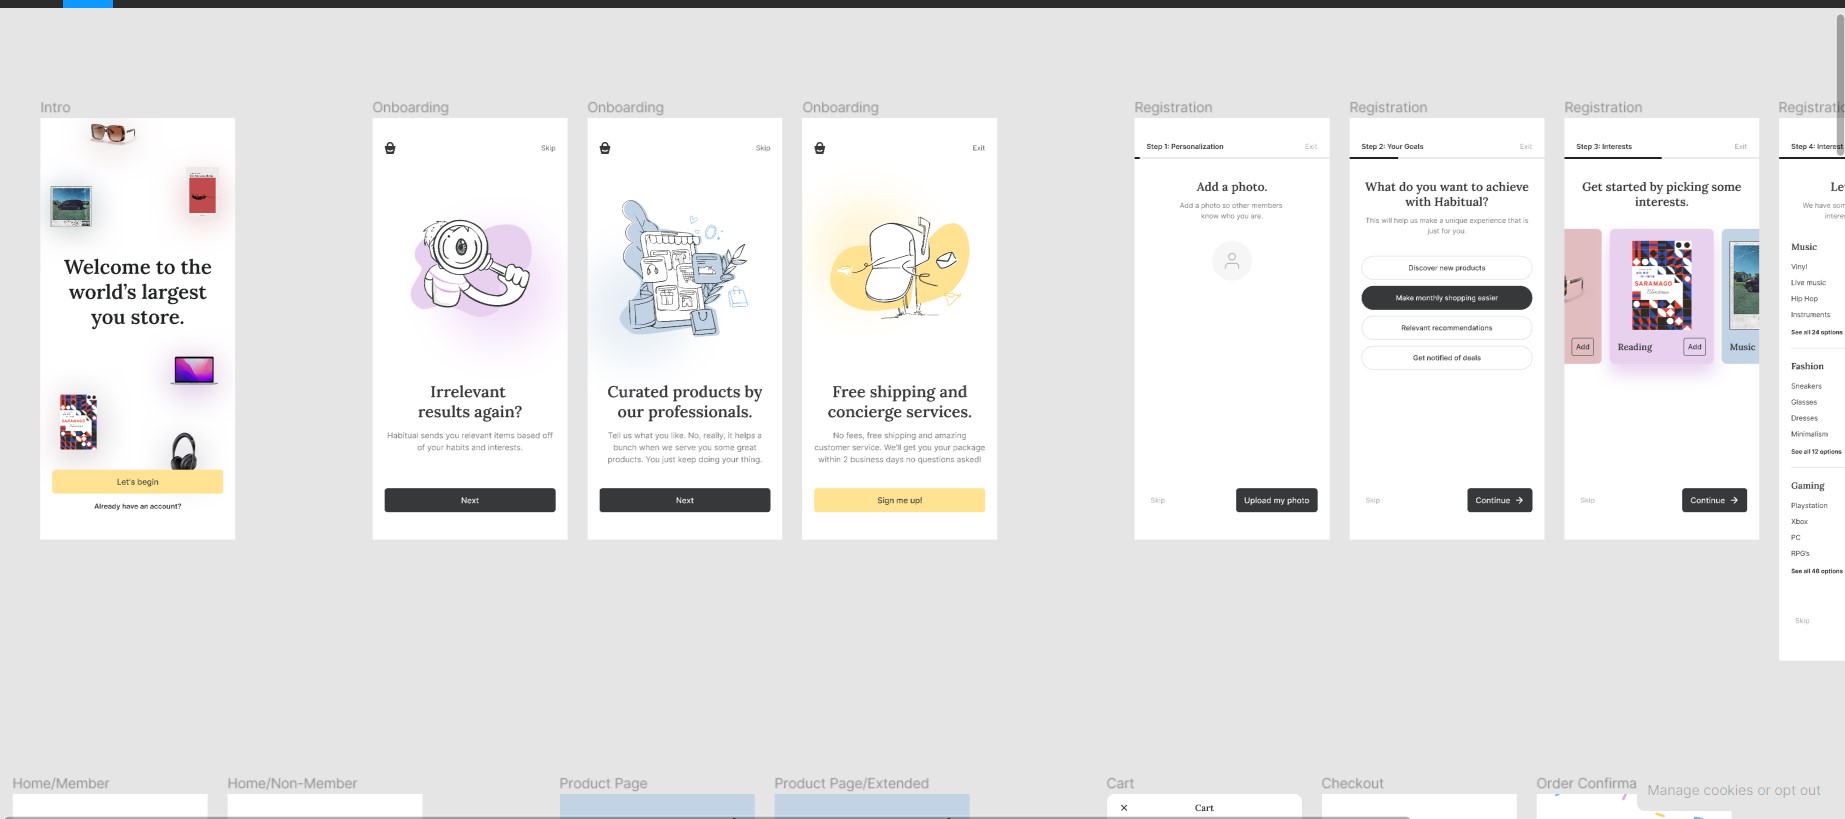 Intro
Welcome to the
world's largest
you store.
SARAMAGO
Let's begin
Already have an account?
Onboarding
Skip
Irrelevant
results again?
Habitual sends you relevant items based off
of your habits and interests.
Next
Onboarding
Skip
Curated products by
our professionals.
Tell us what you like. No, really, it helps a
bunch when we serve you some great
products. You just keep doing your thing.
Next
Onboarding
Exit
Free shipping and
concierge services.
No fees, free shipping and amazing
customer service. We'll get you your package
within 2 business days no questions asked!
Sign me up!
Registration
Step 1: Personalization
Exit
Add a photo.
Add a photo so other members
know who you are.
Skip
Upload my photo
Registration
Step 2: Your Goals
Exit
What do you want to achieve
with Habitual?
This will help us make a unique experience that is
just for you.
Discover new products
Make monthly shopping easier
Relevant recommendations
Get notified of deals
Skip
Continue →
Registration
Step 3: Interests
Exit
Get started by picking some
interests.
Add
SARAMAGO
Reading
Add
Music
Skip
Continue →
Registratio
Step 4: Interest
Le
We have som
interes
Music
Vinyl
Live music
Hip Hop
Instruments
See all 24 options
Fashion
Sneakers
Glasses
Dresses
Minimalism
See all 12 options
Gaming
Playstation
Xbox
PC
RPG's
See all 48 options
Skip
Home/Member
Home/Non-Member
Product Page
Product Page/Extended
Cart
Cart
Checkout
Order Confirma
Manage cookies or opt out